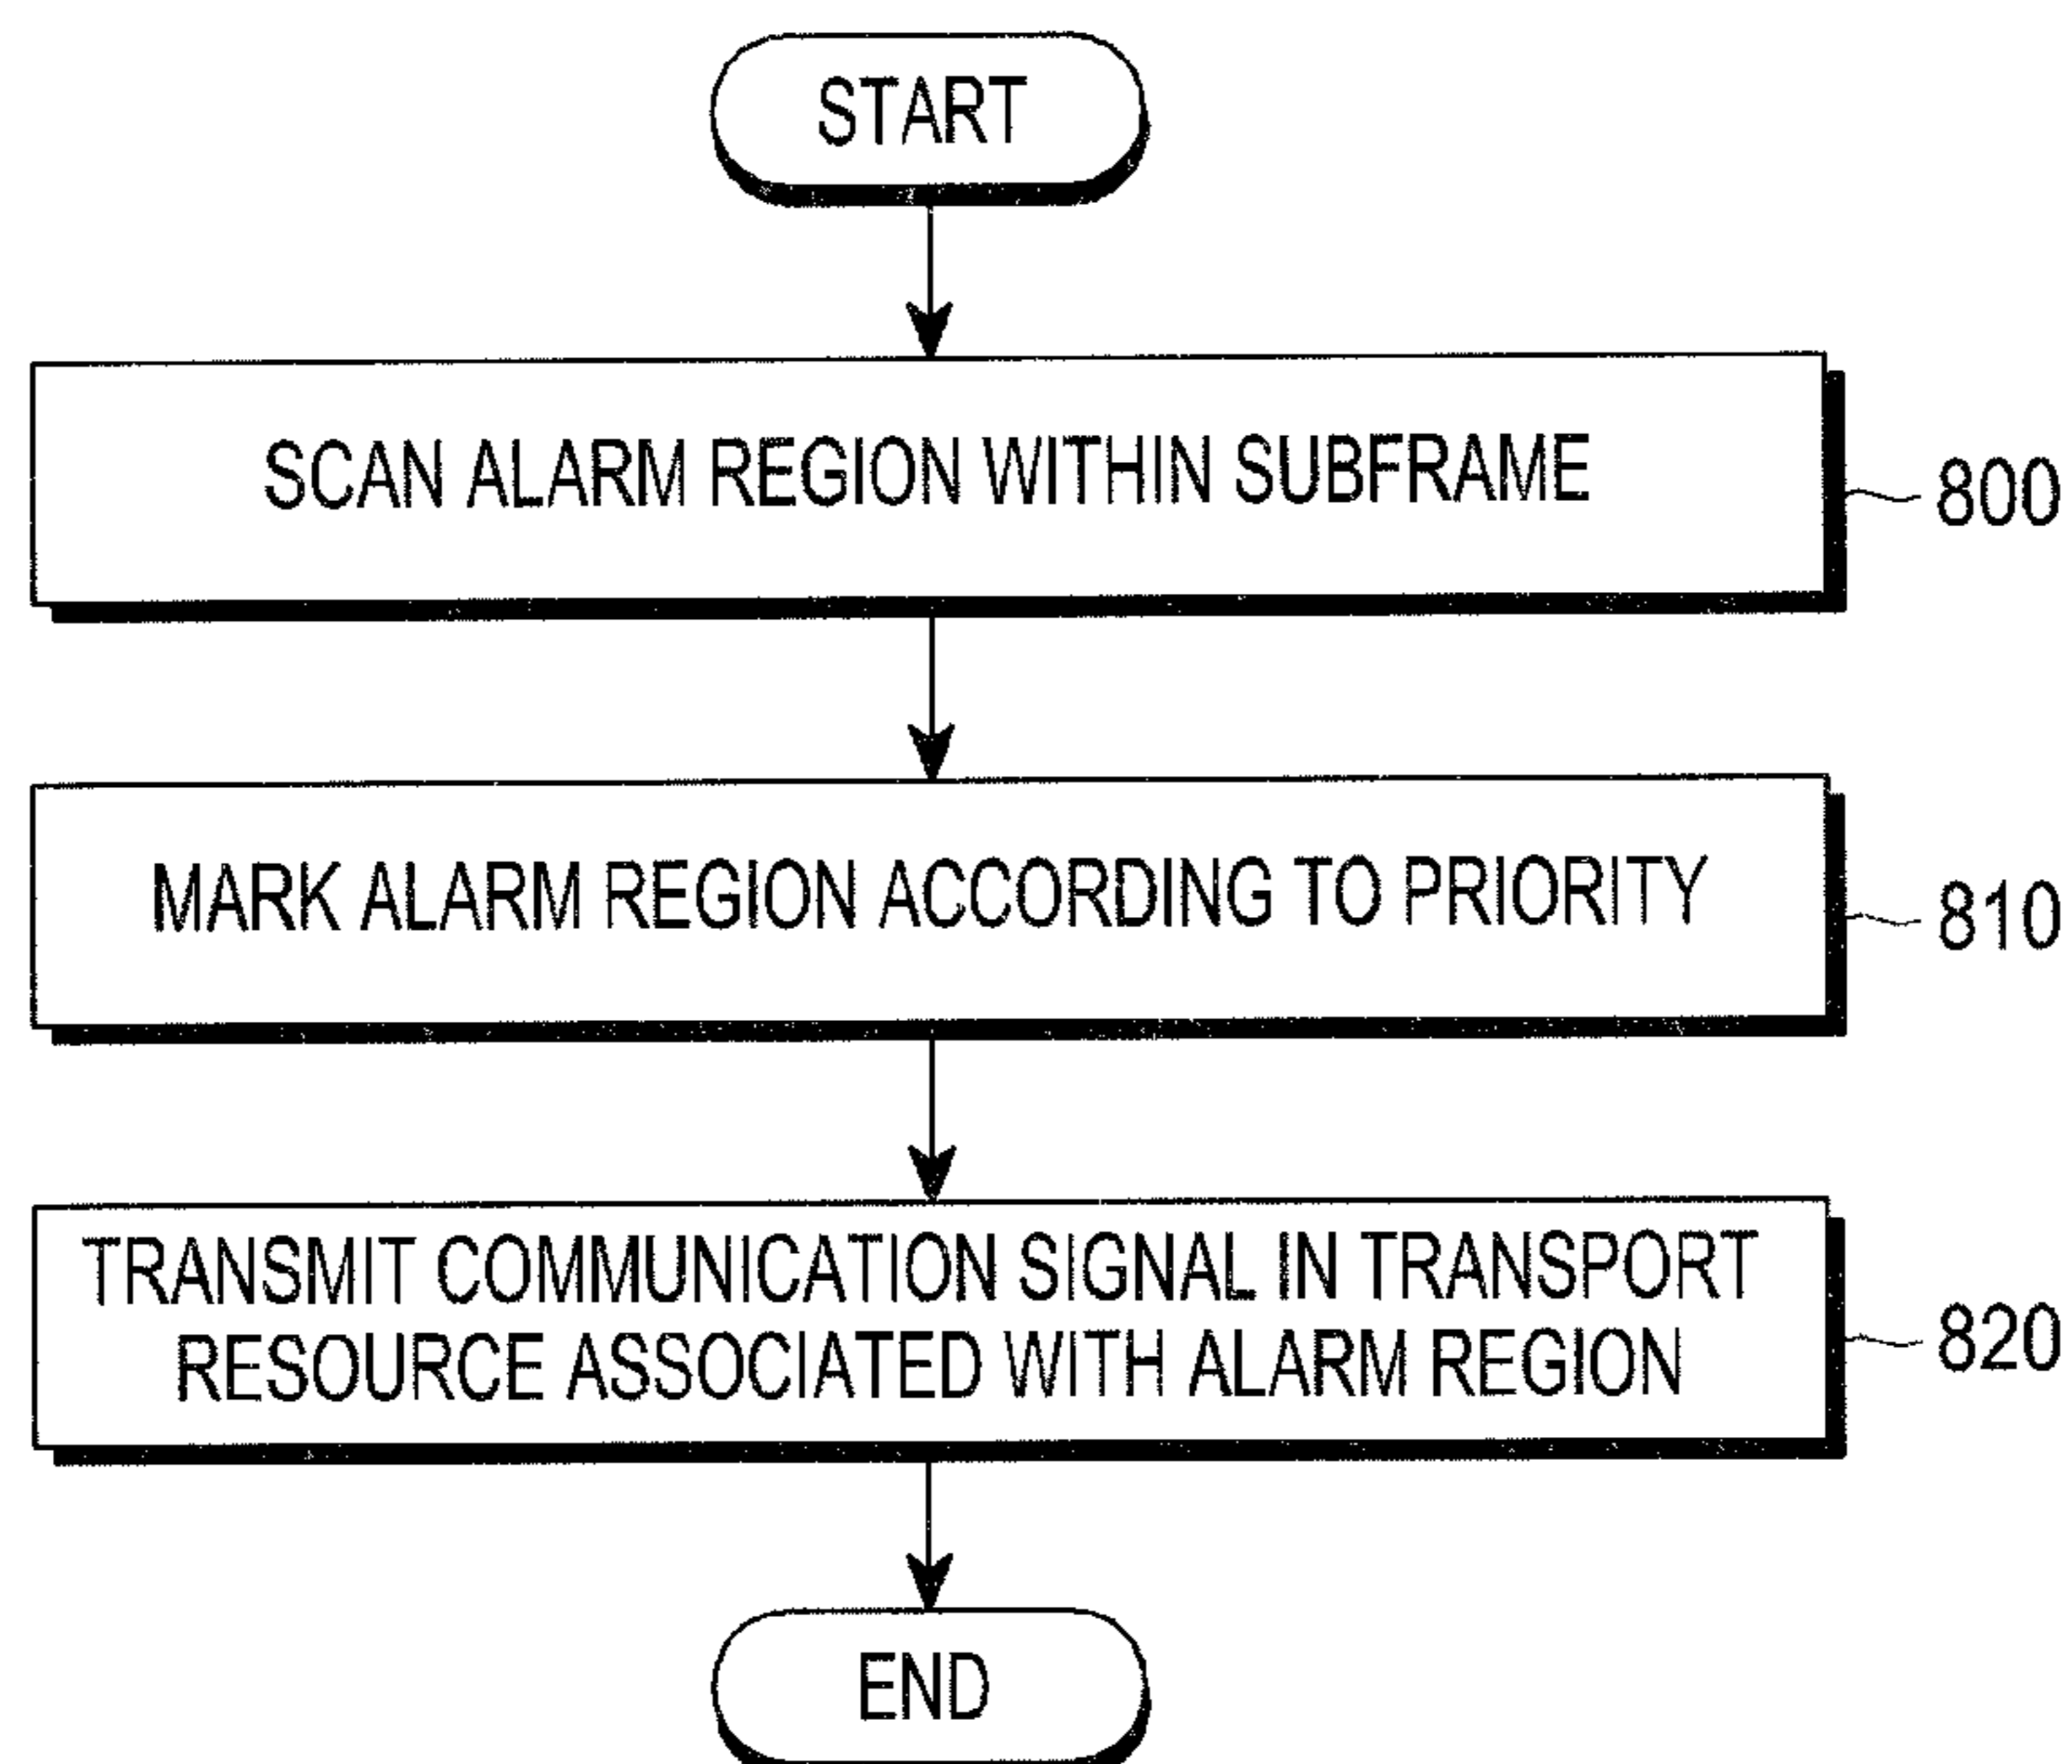 START
SCAN ALARM REGION WITHIN SUBFRAME
800
MARK ALARM REGION ACCORDING TO PRIORITY
810
TRANSMIT COMMUNICATION SIGNAL IN TRANSPORT
RESOURCE ASSOCIATED WITH ALARM REGION
820
END